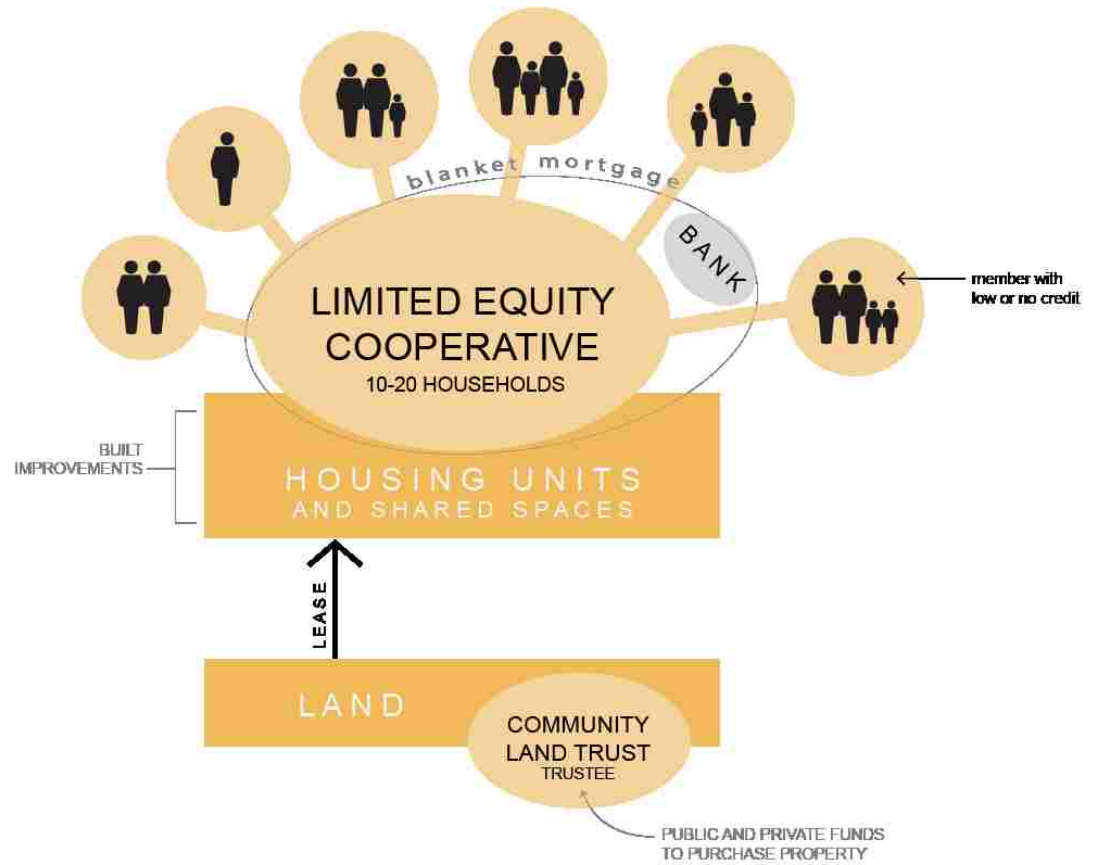 blanket mortgage
BANK
member with
low or no credit
LIMITED EQUITY
COOPERATIVE
10-20 HOUSEHOLDS
BUILT
IMPROVEMENTS
HOUSING UNITS
AND SHARED SPACES
LEASE
LAND
COMMUNITY
LAND TRUST
TRUSTEE
PUBLIC AND PRIVATE FUNDS
TO PURCHASE PROPERTY